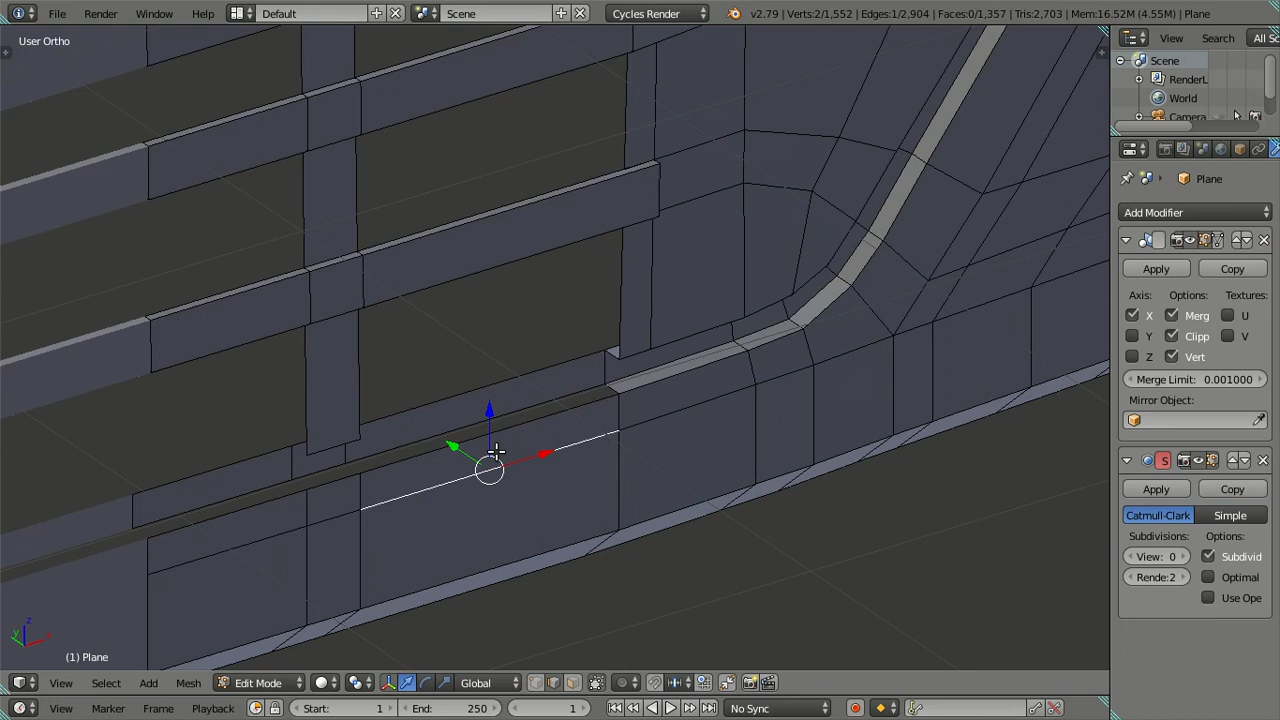 File Render Window Help Default Scene Cycles Render v2.79 | Verts:2/1,552 | Edges:1/2,904 | Faces:0/1,357 | Tris:2,703 | Mem:16.52M (4.55M) | Plane
User Ortho
View Search All Sc
Scene
RenderL
World
Camera
Plane
Add Modifier
Apply Copy
Axis: Options: Textures:
X Merg U
Y Clipp V
Z Vert
Merge Limit: 0.001000
Mirror Object:
S
Apply Copy
Catmull-Clark Simple
Subdivisions: Options:
View: 0 Subdivid
Rende:2 Optimal
Use Ope
z
y x
(1) Plane
View Select Add Mesh Edit Mode Global
View Marker Frame Playback Start: 1 End: 250 1 No Sync